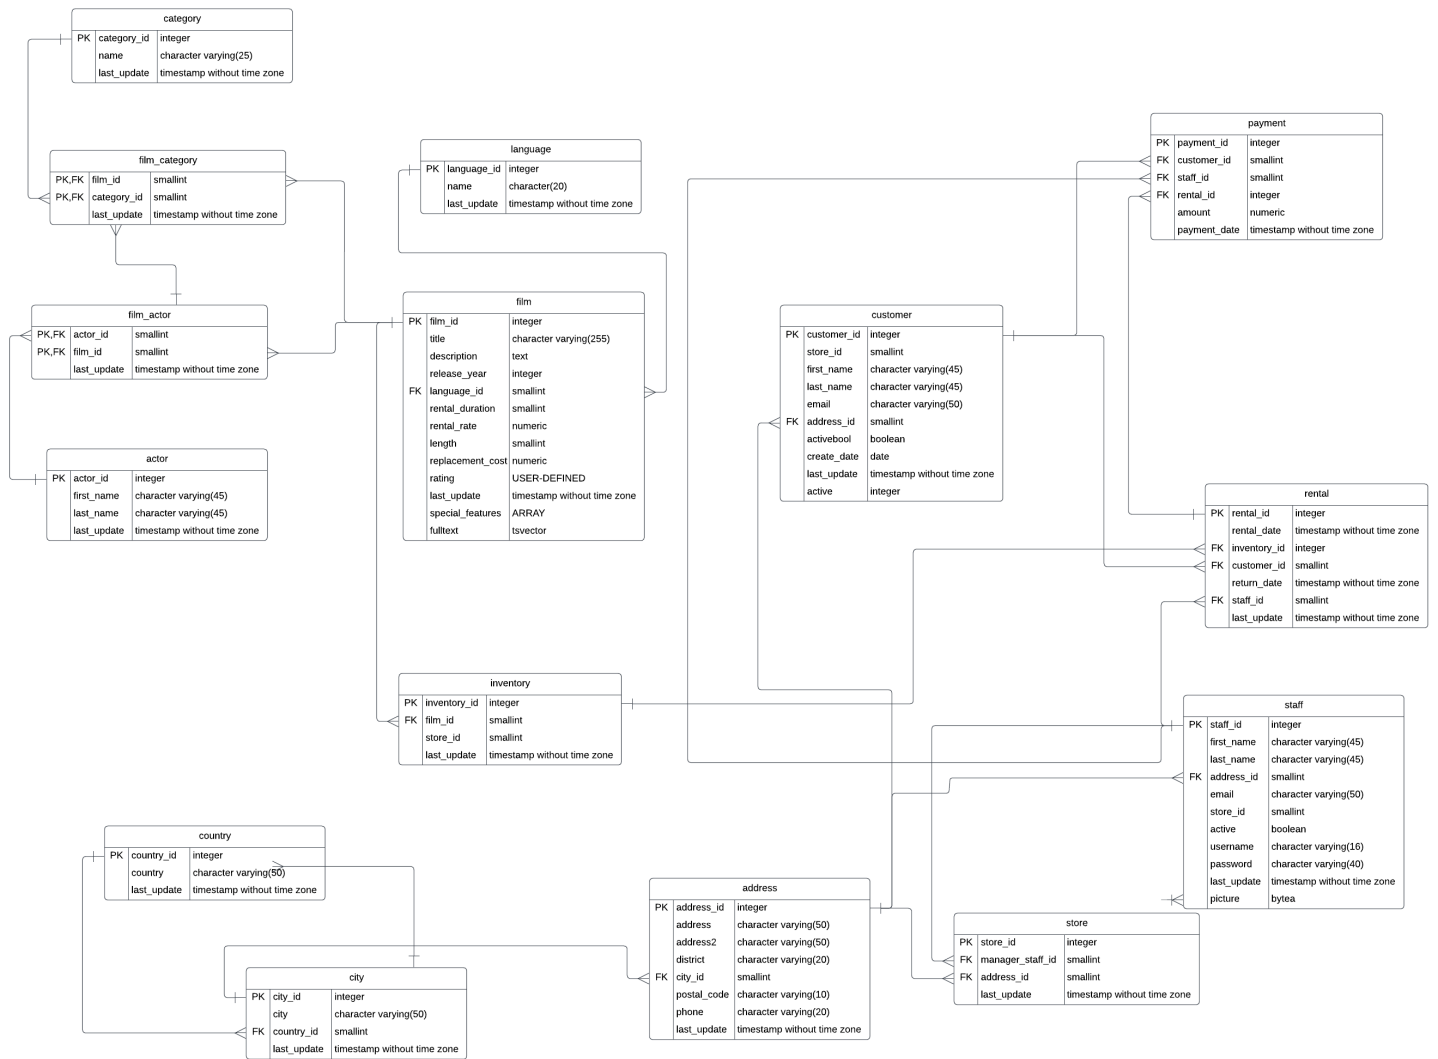 category
PK category_id integer
name character varying(25)
last_update timestamp without time zone
film_category
PK,FK film_id smallint
PK,FK category_id smallint
last_update timestamp without time zone
language
PK language_id integer
name character(20)
last_update timestamp without time zone
payment
PK payment_id integer
FK customer_id smallint
FK staff_id smallint
FK rental_id integer
amount numeric
payment_date timestamp without time zone
film_actor
PK,FK actor_id smallint
PK,FK film_id smallint
last_update timestamp without time zone
film
PK film_id integer
title character varying(255)
description text
release_year integer
FK language_id smallint
rental_duration smallint
rental_rate numeric
length smallint
replacement_cost numeric
rating USER-DEFINED
last_update timestamp without time zone
special_features ARRAY
fulltext tsvector
customer
PK customer_id integer
store_id smallint
first_name character varying(45)
last_name character varying(45)
email character varying(50)
FK address_id smallint
activebool boolean
create_date date
last_update timestamp without time zone
active integer
actor
PK actor_id integer
first_name character varying(45)
last_name character varying(45)
last_update timestamp without time zone
rental
PK rental_id integer
rental_date timestamp without time zone
FK inventory_id integer
FK customer_id smallint
return_date timestamp without time zone
FK staff_id smallint
last_update timestamp without time zone
inventory
PK inventory_id integer
FK film_id smallint
store_id smallint
last_update timestamp without time zone
staff
PK staff_id integer
first_name character varying(45)
last_name character varying(45)
FK address_id smallint
email character varying(50)
store_id smallint
active boolean
username character varying(16)
password character varying(40)
last_update timestamp without time zone
picture bytea
country
PK country_id integer
country character varying(50)
last_update timestamp without time zone
address
PK address_id integer
address character varying(50)
address2 character varying(50)
district character varying(20)
FK city_id smallint
postal_code character varying(10)
phone character varying(20)
last_update timestamp without time zone
store
PK store_id integer
FK manager_staff_id smallint
FK address_id smallint
last_update timestamp without time zone
city
PK city_id integer
city character varying(50)
FK country_id smallint
last_update timestamp without time zone